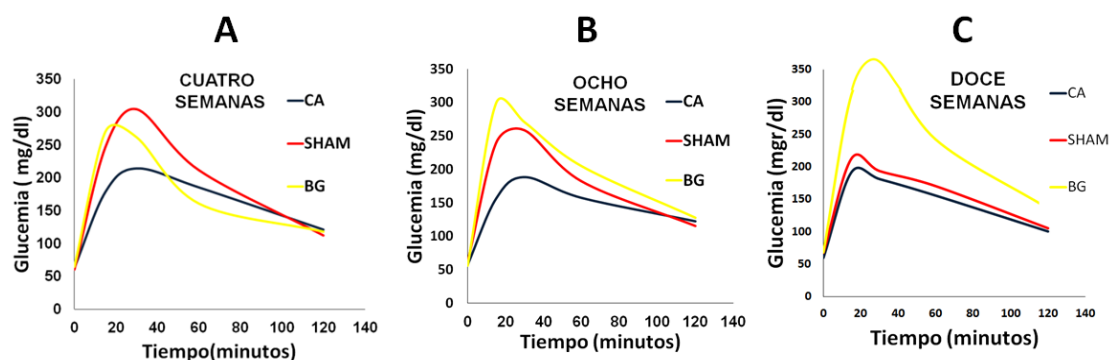 A
CUATRO
SEMANAS
CA
SHAM
BG
Glucemia ( mg/dl)
350
300
250
200
150
100
50
0
0 20 40 60 80 100 120 140
Tiempo(minutos)
B
OCHO
SEMANAS
CA
SHAM
BG
Glucemia (mg/dl)
350
300
250
200
150
100
50
0
0 20 40 60 80 100 120 140
Tiempo (minutos)
C
DOCE
SEMANAS
CA
SHAM
BG
Glucemia (mgr/dl)
350
300
250
200
150
100
50
0
0 20 40 60 80 100 120 140
Tiempo (minutos)